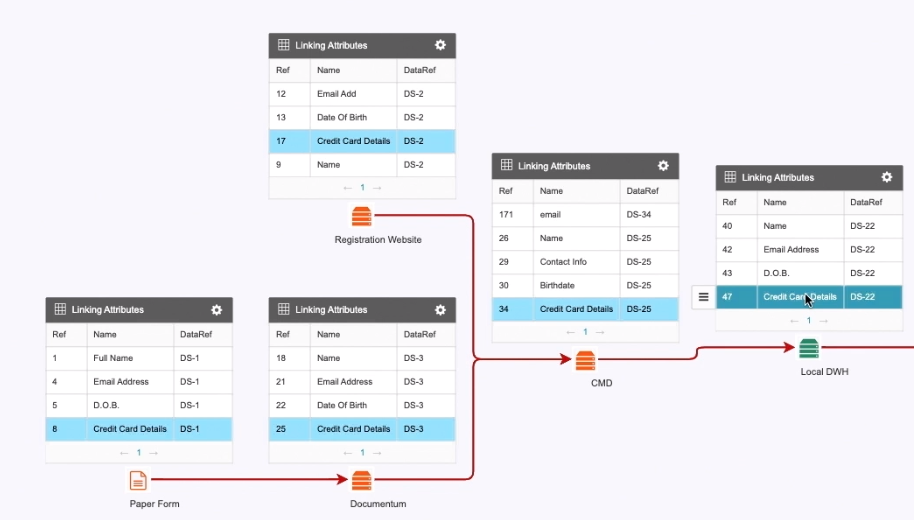 Linking Attributes
Ref Name DataRef
12 Email Add DS-2
13 Date Of Birth DS-2
17 Credit Card Details DS-2
9 Name DS-2
← 1 →
Registration Website
Linking Attributes
Ref Name DataRef
171 email DS-34
26 Name DS-25
29 Contact Info DS-25
30 Birthdate DS-25
34 Credit Card Details DS-25
← 1 →
CMD
Linking Attributes
Ref Name DataRef
40 Name DS-22
42 Email Address DS-22
43 D.O.B. DS-22
47 Credit Card Details DS-22
← 1 →
Local DWH
Linking Attributes
Ref Name DataRef
1 Full Name DS-1
4 Email Address DS-1
5 D.O.B. DS-1
8 Credit Card Details DS-1
← 1 →
Paper Form
Linking Attributes
Ref Name DataRef
18 Name DS-3
21 Email Address DS-3
22 Date Of Birth DS-3
25 Credit Card Details DS-3
← 1 →
Documentum